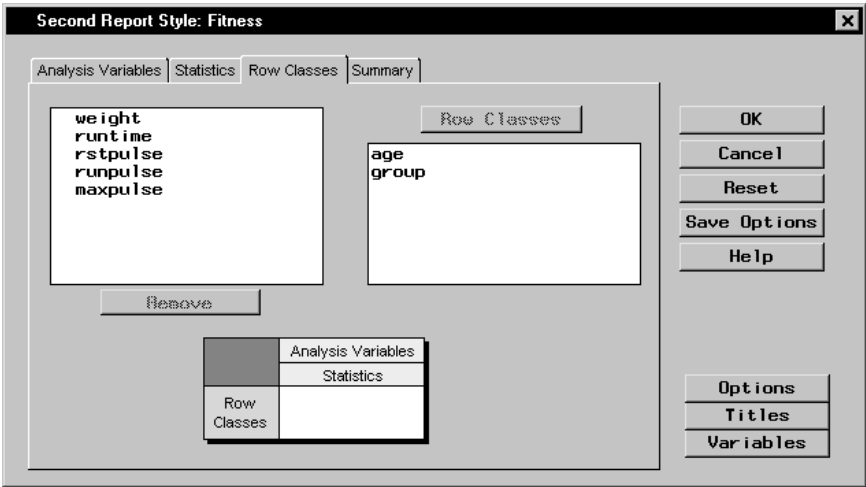 Second Report Style: Fitness
Analysis Variables
Statistics
Row Classes
Summary
weight
runtime
rstpulse
runpulse
maxpulse
Remove
Row Classes
age
group
Analysis Variables
Statistics
Row
Classes
OK
Cancel
Reset
Save Options
Help
Options
Titles
Variables